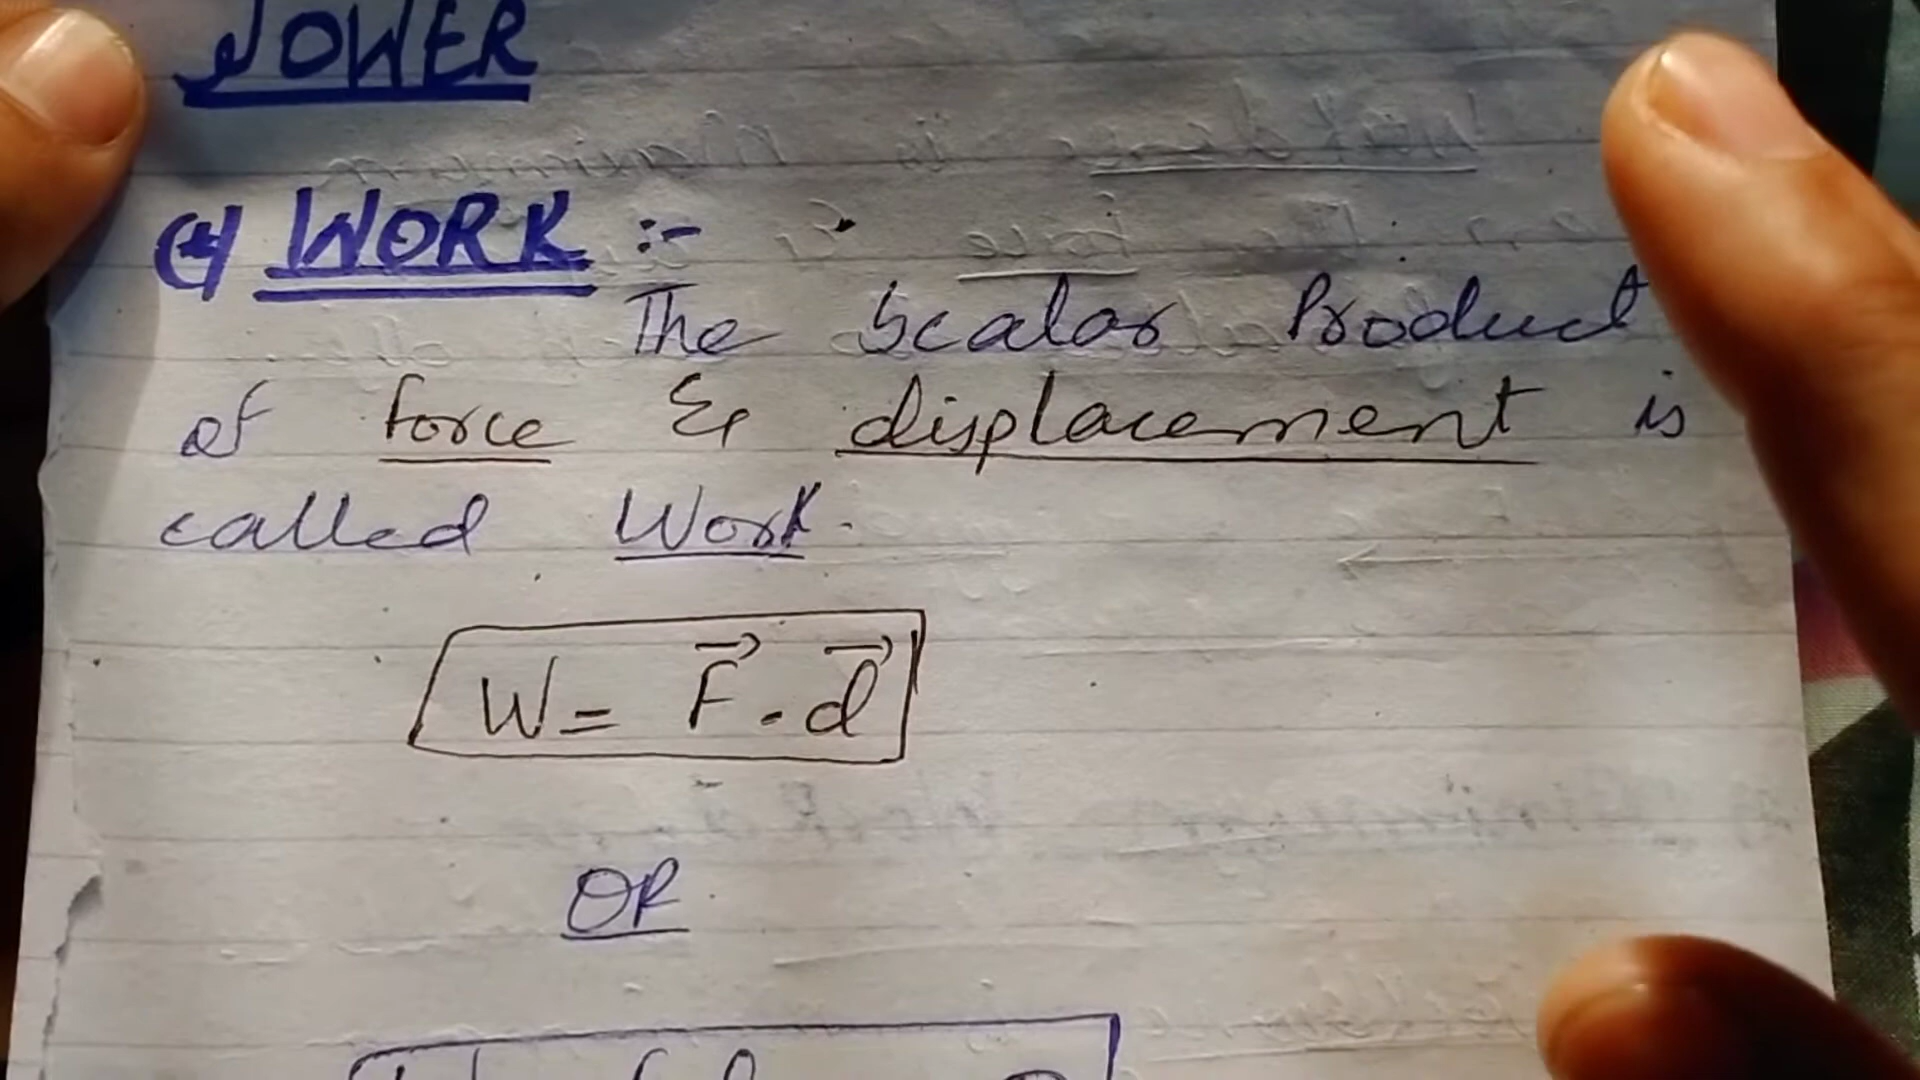 POWER
(*) WORK :-
The Scalar Product
of force & displacement is
called Work.
W = F⃗ . d⃗
OR